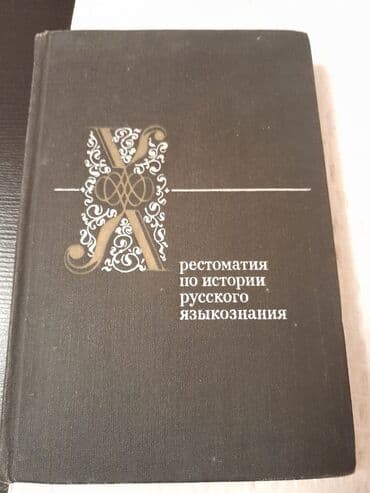 Хрестоматия
по истории
русского
языкознания